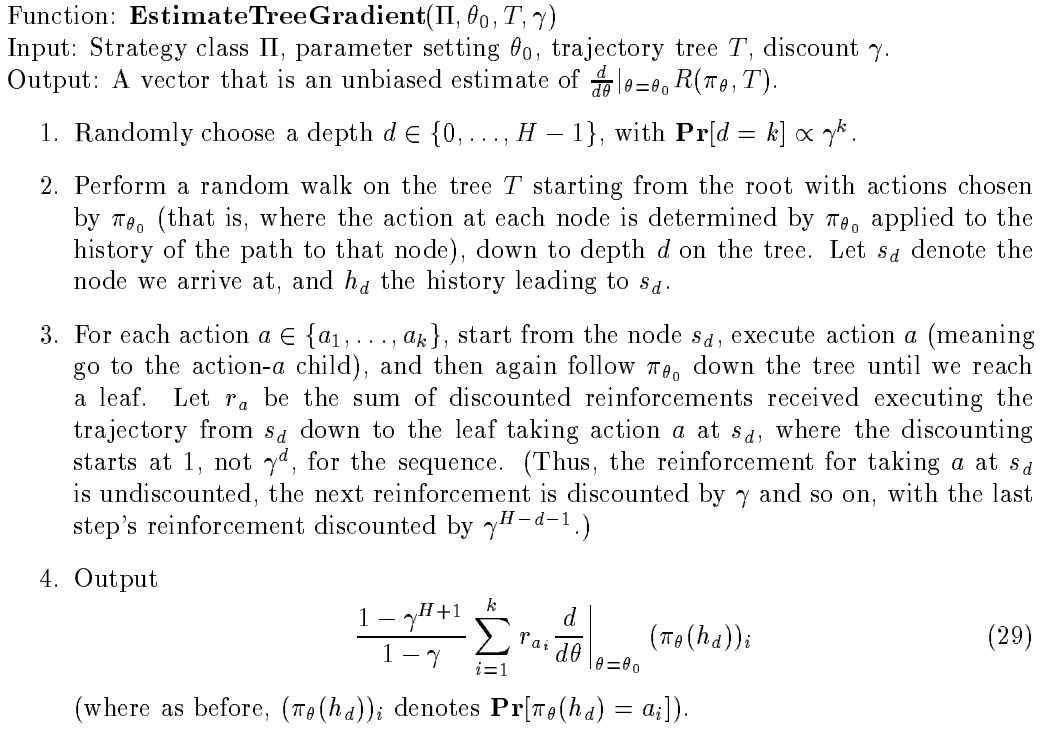 Function: EstimateTreeGradient(Π, θ₀, T, γ)
Input: Strategy class Π, parameter setting θ₀, trajectory tree T, discount γ.
Output: A vector that is an unbiased estimate of d/dθ|θ=θ₀ R(πθ, T).
1. Randomly choose a depth d ∈ {0, . . . , H − 1}, with Pr[d = k] ∝ γ^k.
2. Perform a random walk on the tree T starting from the root with actions chosen
by πθ₀ (that is, where the action at each node is determined by πθ₀ applied to the
history of the path to that node), down to depth d on the tree. Let s_d denote the
node we arrive at, and h_d the history leading to s_d.
3. For each action a ∈ {a₁, . . . , a_k}, start from the node s_d, execute action a (meaning
go to the action-a child), and then again follow πθ₀ down the tree until we reach
a leaf. Let r_a be the sum of discounted reinforcements received executing the
trajectory from s_d down to the leaf taking action a at s_d, where the discounting
starts at 1, not γ^d, for the sequence. (Thus, the reinforcement for taking a at s_d
is undiscounted, the next reinforcement is discounted by γ and so on, with the last
step's reinforcement discounted by γ^{H−d−1}.)
4. Output
(1 − γ^{H+1})/(1 − γ) ∑_{i=1}^{k} r_{a_i} d/dθ|_{θ=θ₀} (πθ(h_d))_i (29)
(where as before, (πθ(h_d))_i denotes Pr[πθ(h_d) = a_i]).